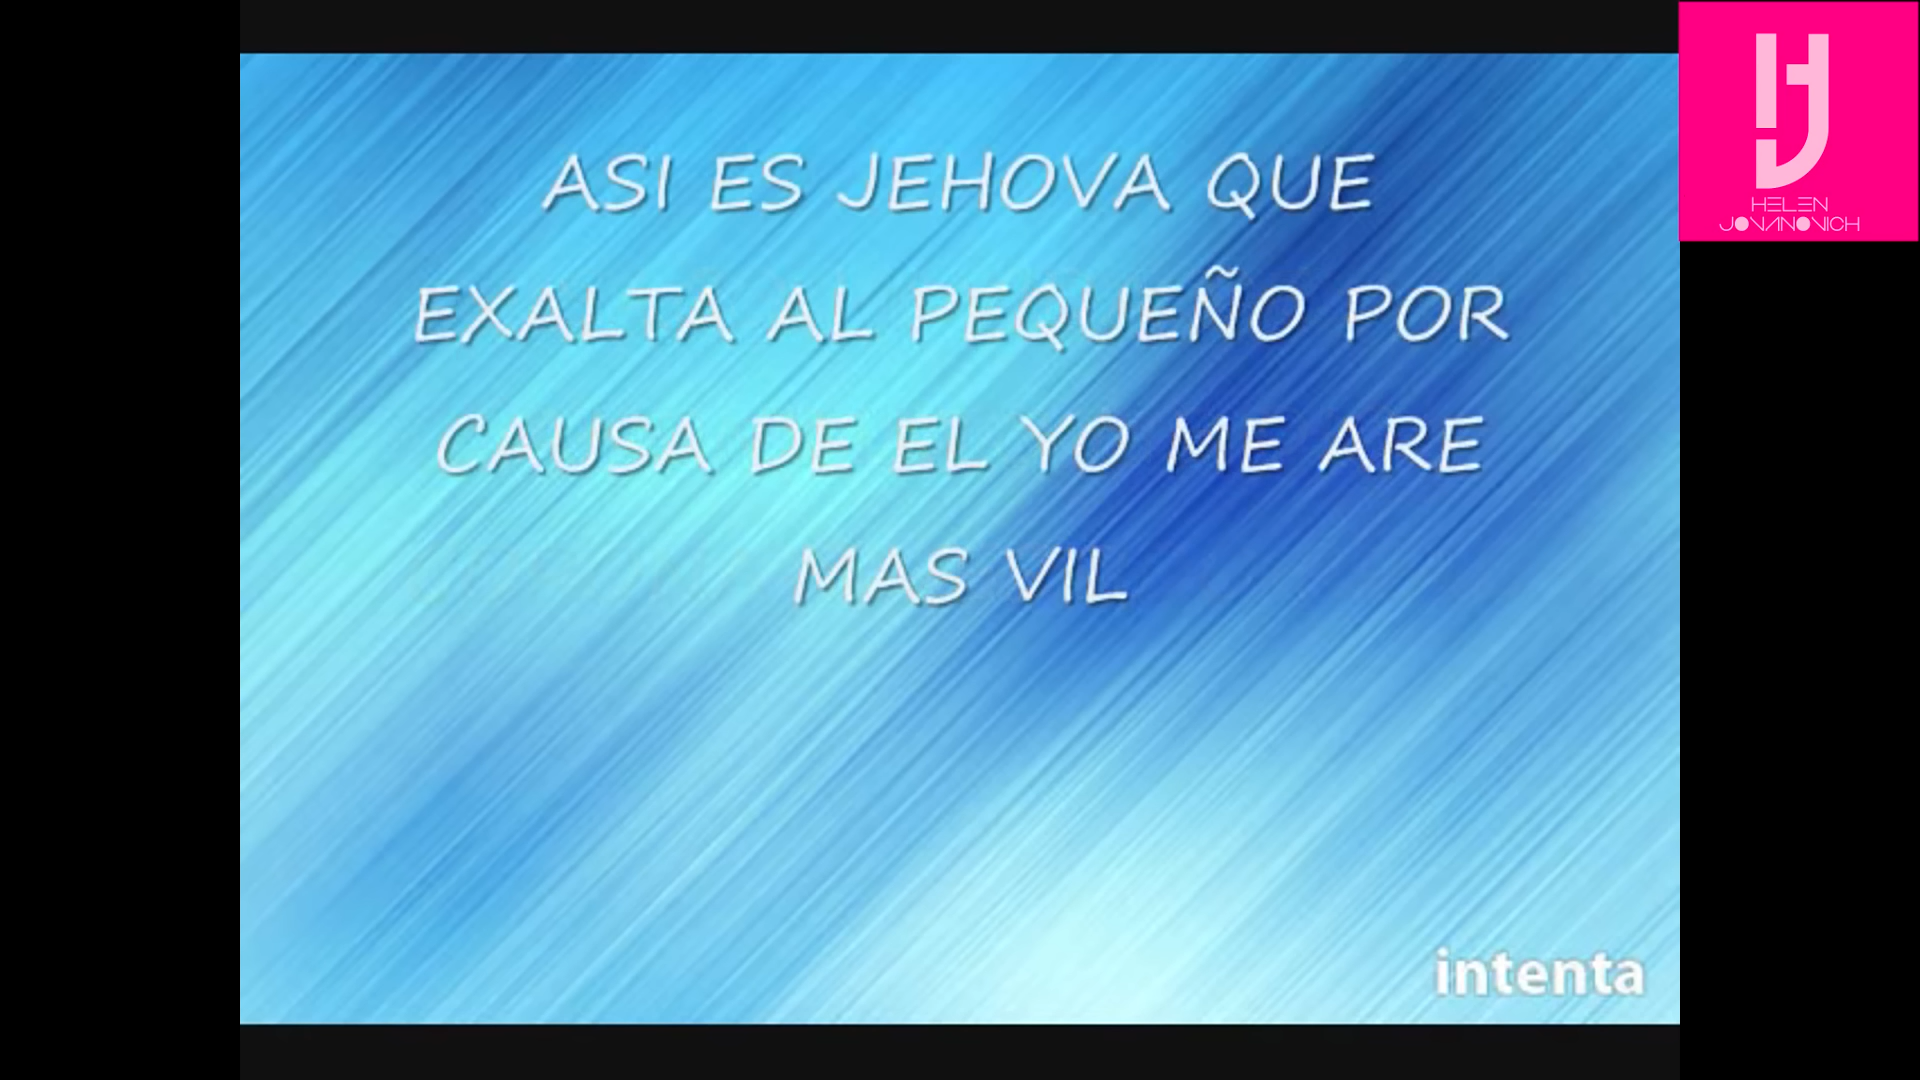 ASI ES JEHOVA QUE
EXALTA AL PEQUEÑO POR
CAUSA DE EL YO ME ARE
MAS VIL
intenta
HJ
HELEN
JOVANOVICH